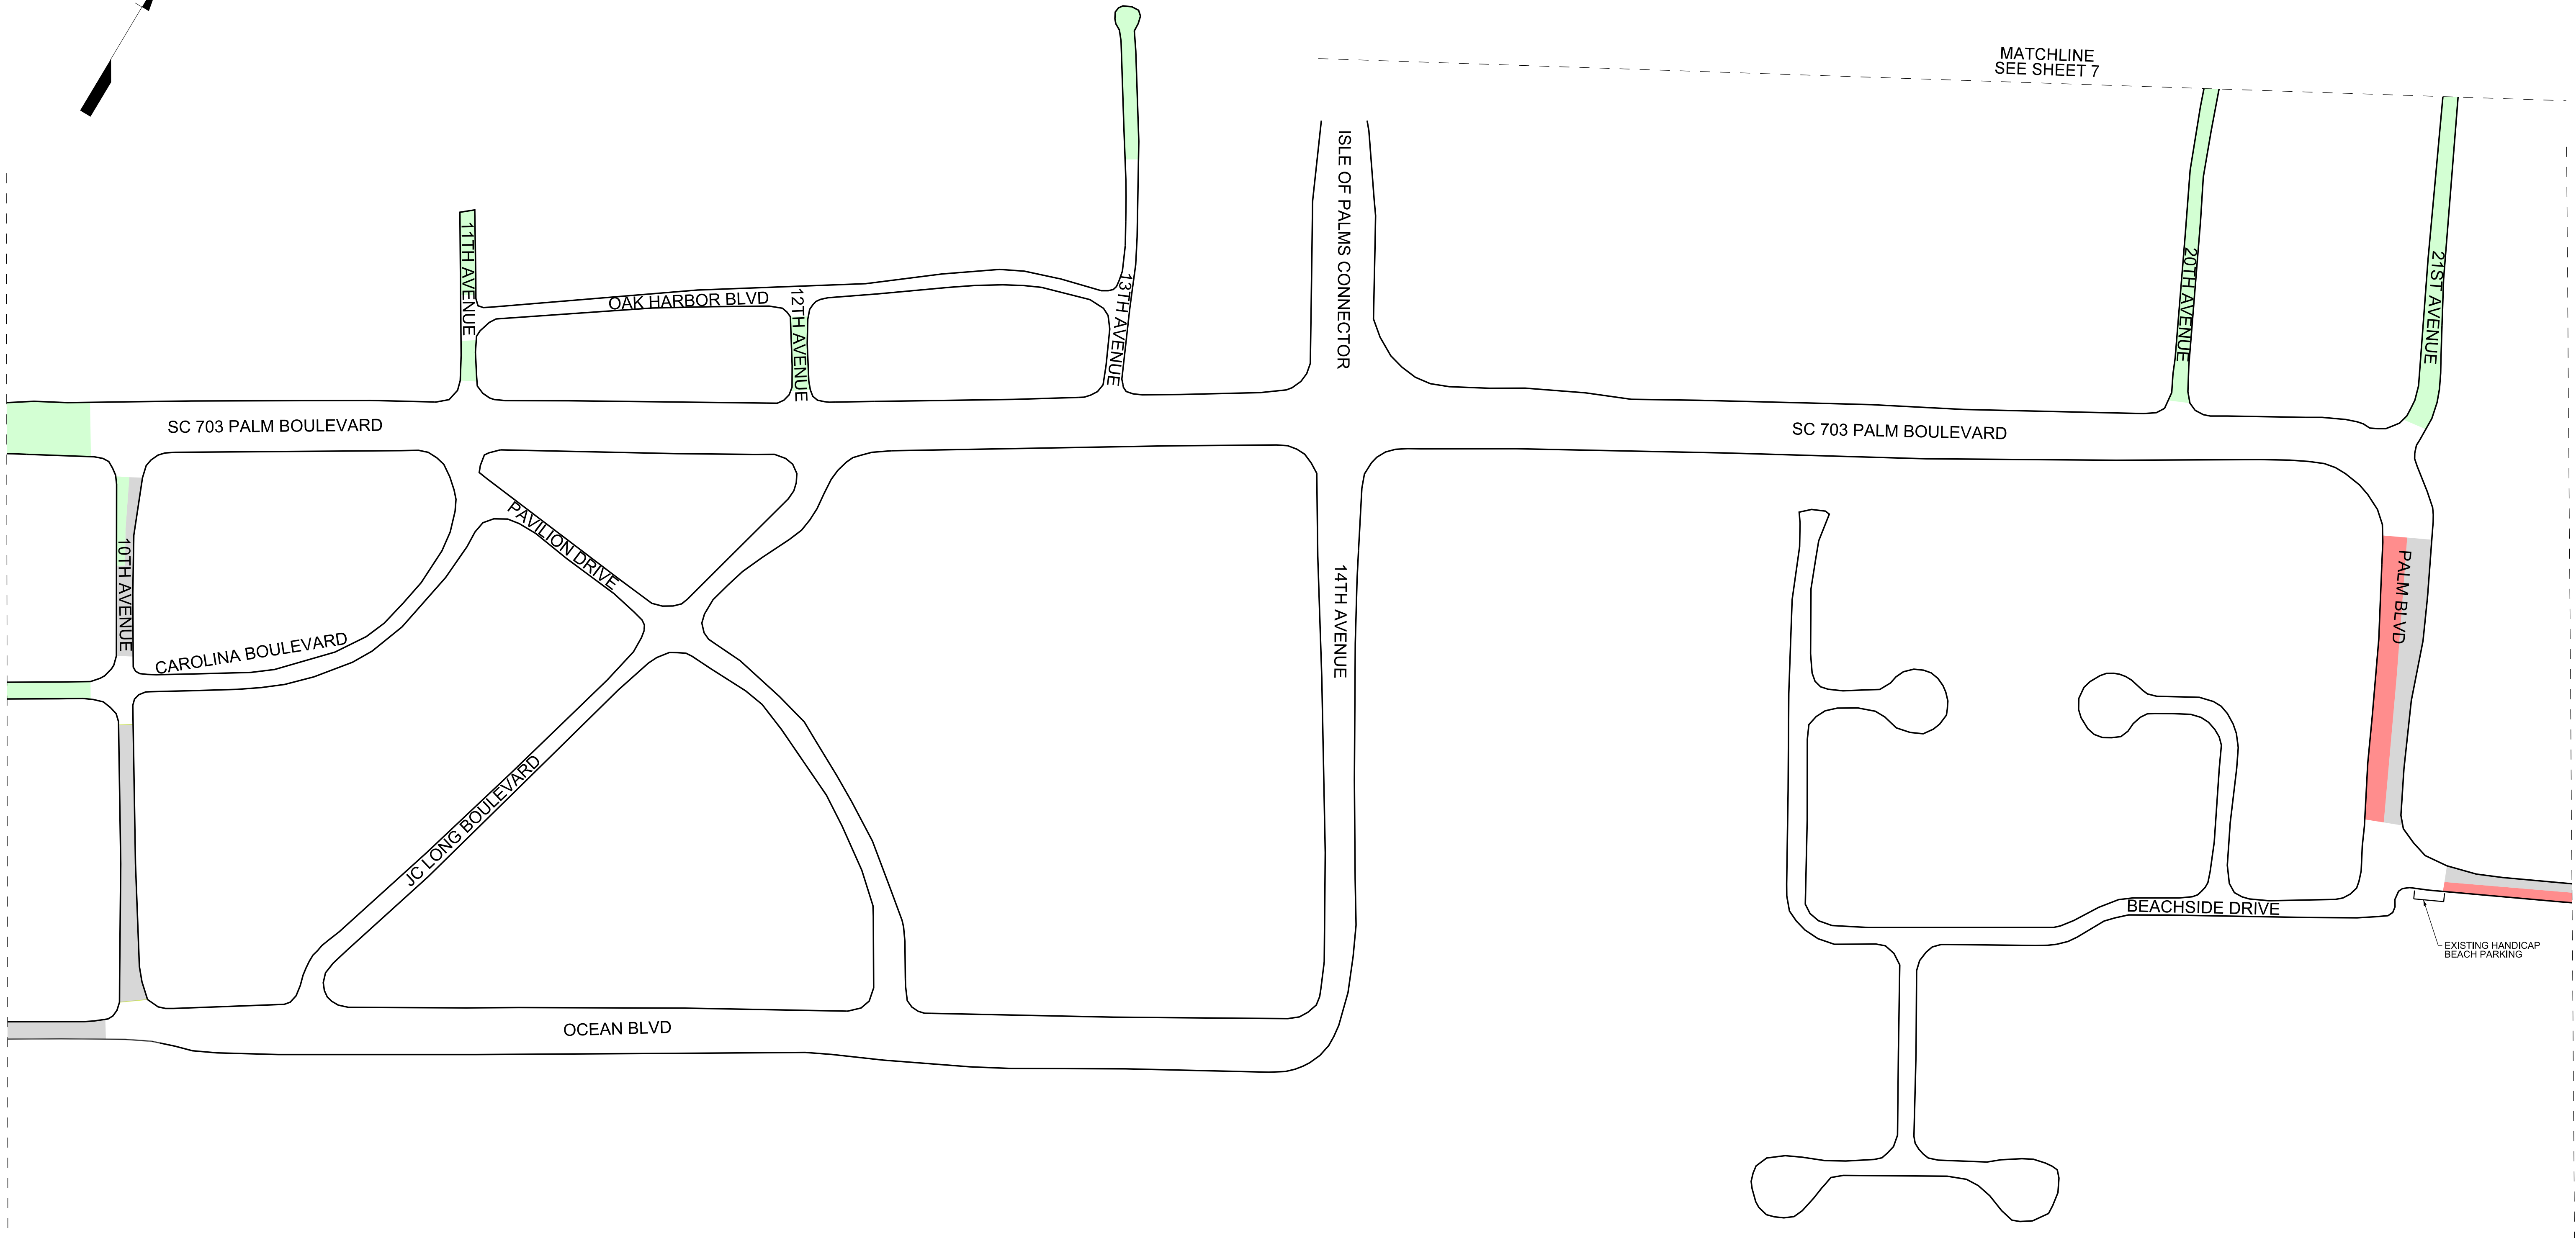 MATCHLINE
SEE SHEET 7
ISLE OF PALMS CONNECTOR
11TH AVENUE
OAK HARBOR BLVD
12TH AVENUE
13TH AVENUE
20TH AVENUE
21ST AVENUE
SC 703 PALM BOULEVARD
SC 703 PALM BOULEVARD
PAVILION DRIVE
10TH AVENUE
14TH AVENUE
PALM BLVD
CAROLINA BOULEVARD
JC LONG BOULEVARD
BEACHSIDE DRIVE
EXISTING HANDICAP
BEACH PARKING
OCEAN BLVD